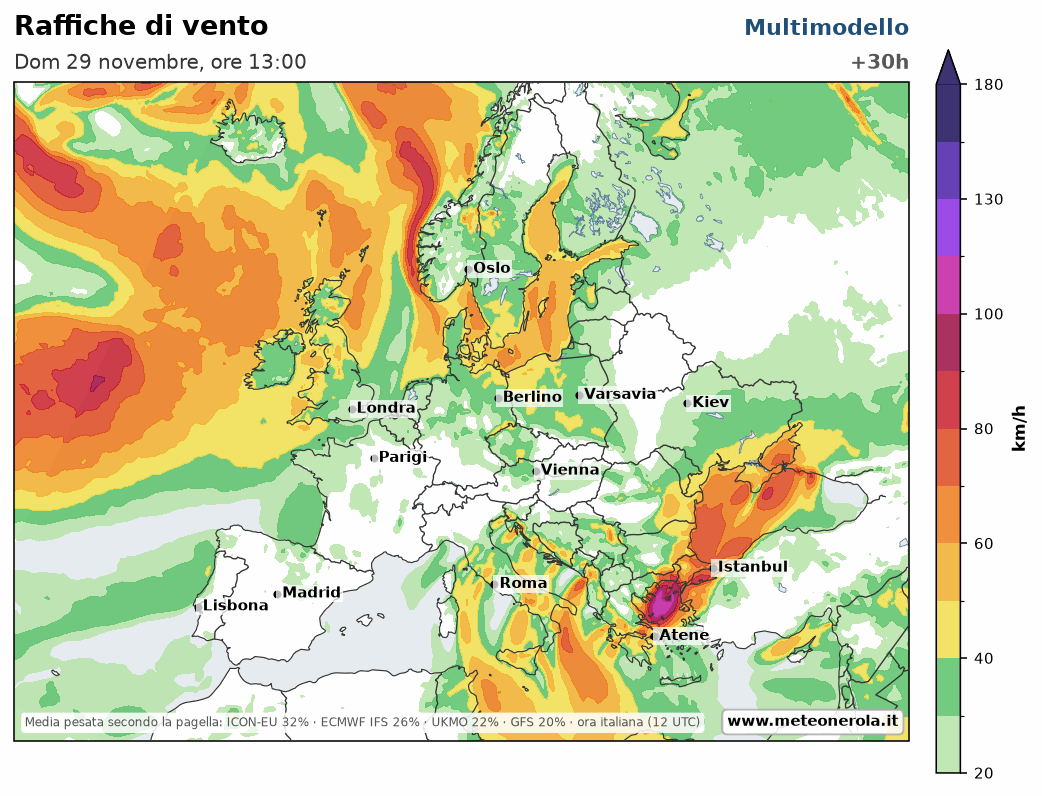 Raffiche di vento
Multimodello
Dom 29 novembre, ore 13:00
+30h
180
130
100
80
60
40
20
km/h
Oslo
Londra
Berlino
Varsavia
Kiev
Parigi
Vienna
Istanbul
Roma
Madrid
Lisbona
Atene
Media pesata secondo la pagella: ICON-EU 32% · ECMWF IFS 26% · UKMO 22% · GFS 20% · ora italiana (12 UTC)
www.meteonerola.it